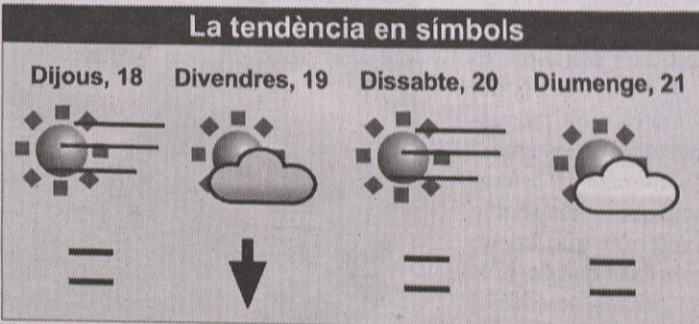 La tendència en símbols
Dijous, 18 Divendres, 19 Dissabte, 20 Diumenge, 21